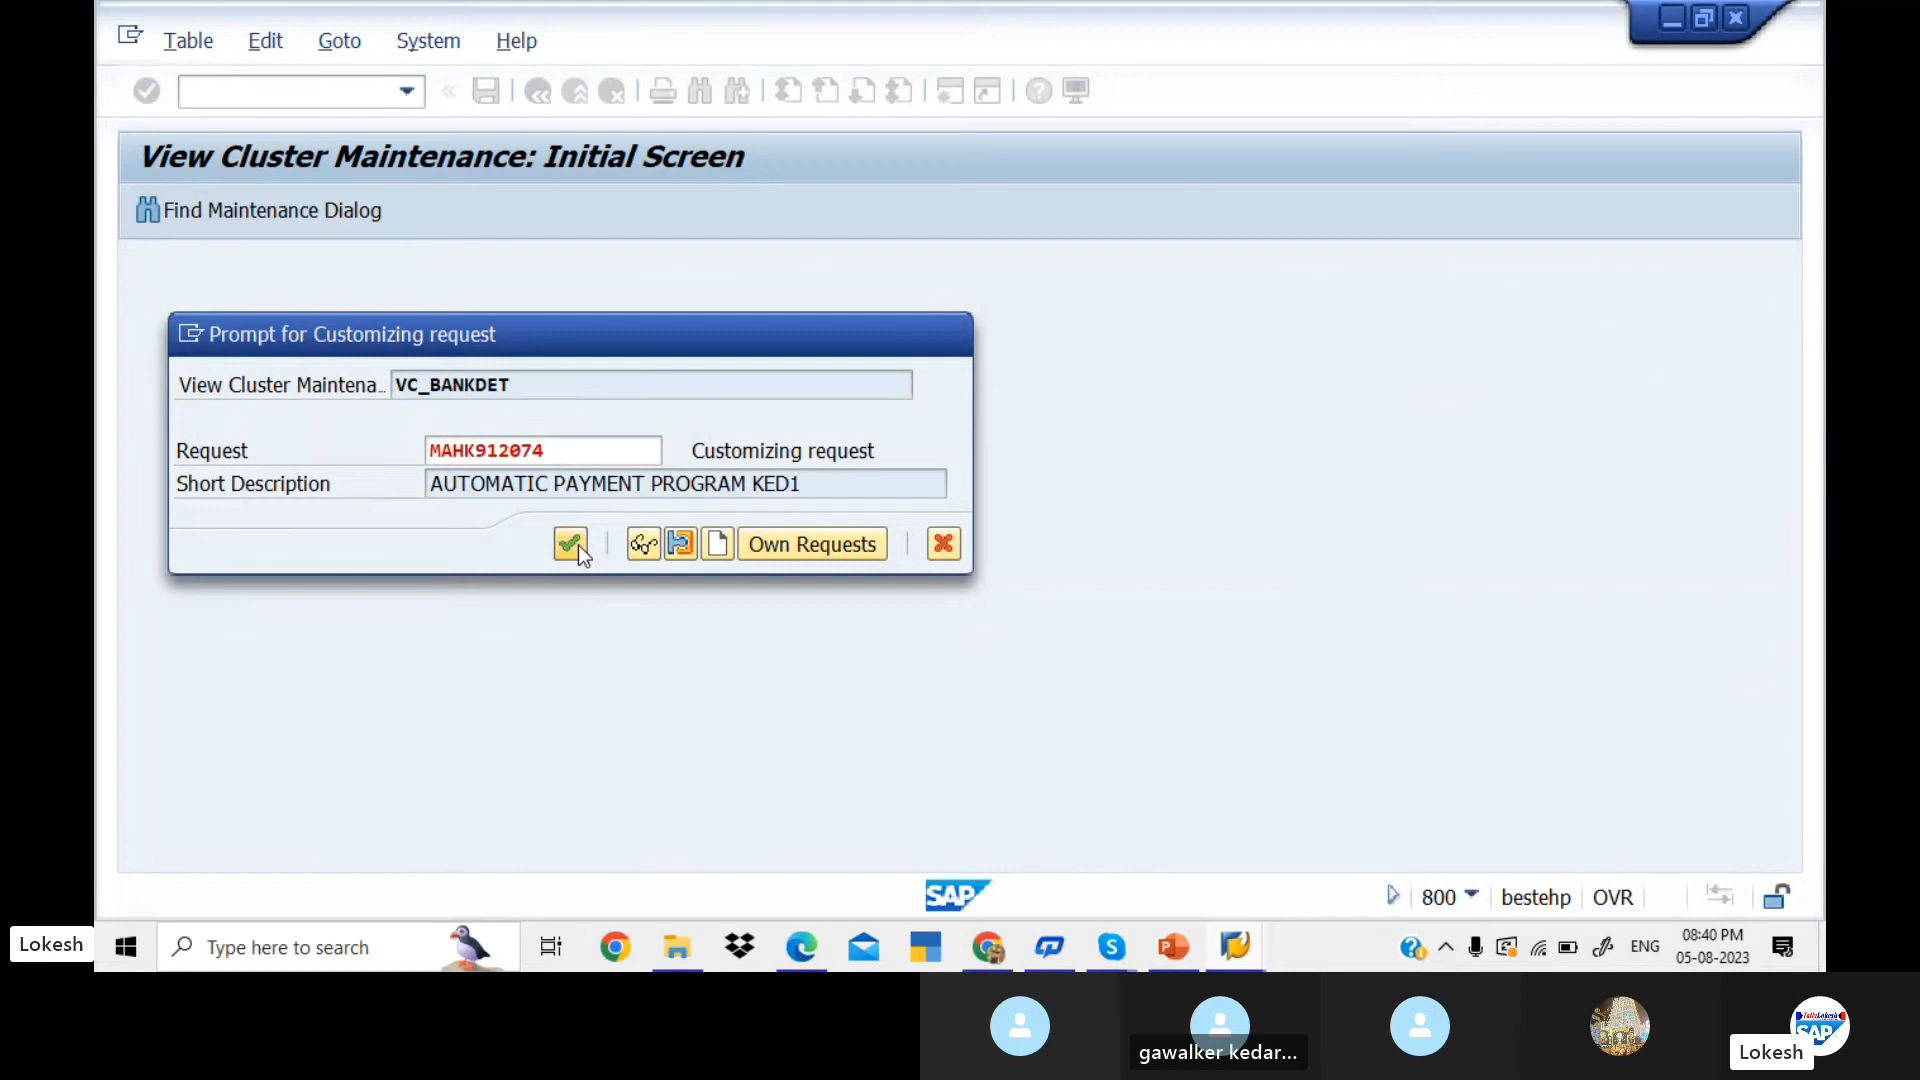 Table Edit Goto System Help
View Cluster Maintenance: Initial Screen
Find Maintenance Dialog
Prompt for Customizing request
View Cluster Maintena.. VC_BANKDET
Request MAHK912074 Customizing request
Short Description AUTOMATIC PAYMENT PROGRAM KED1
Own Requests
SAP
800 bestehp OVR
Lokesh
Type here to search
ENG
08:40 PM
05-08-2023
gawalker kedar...
SAP
Lokesh